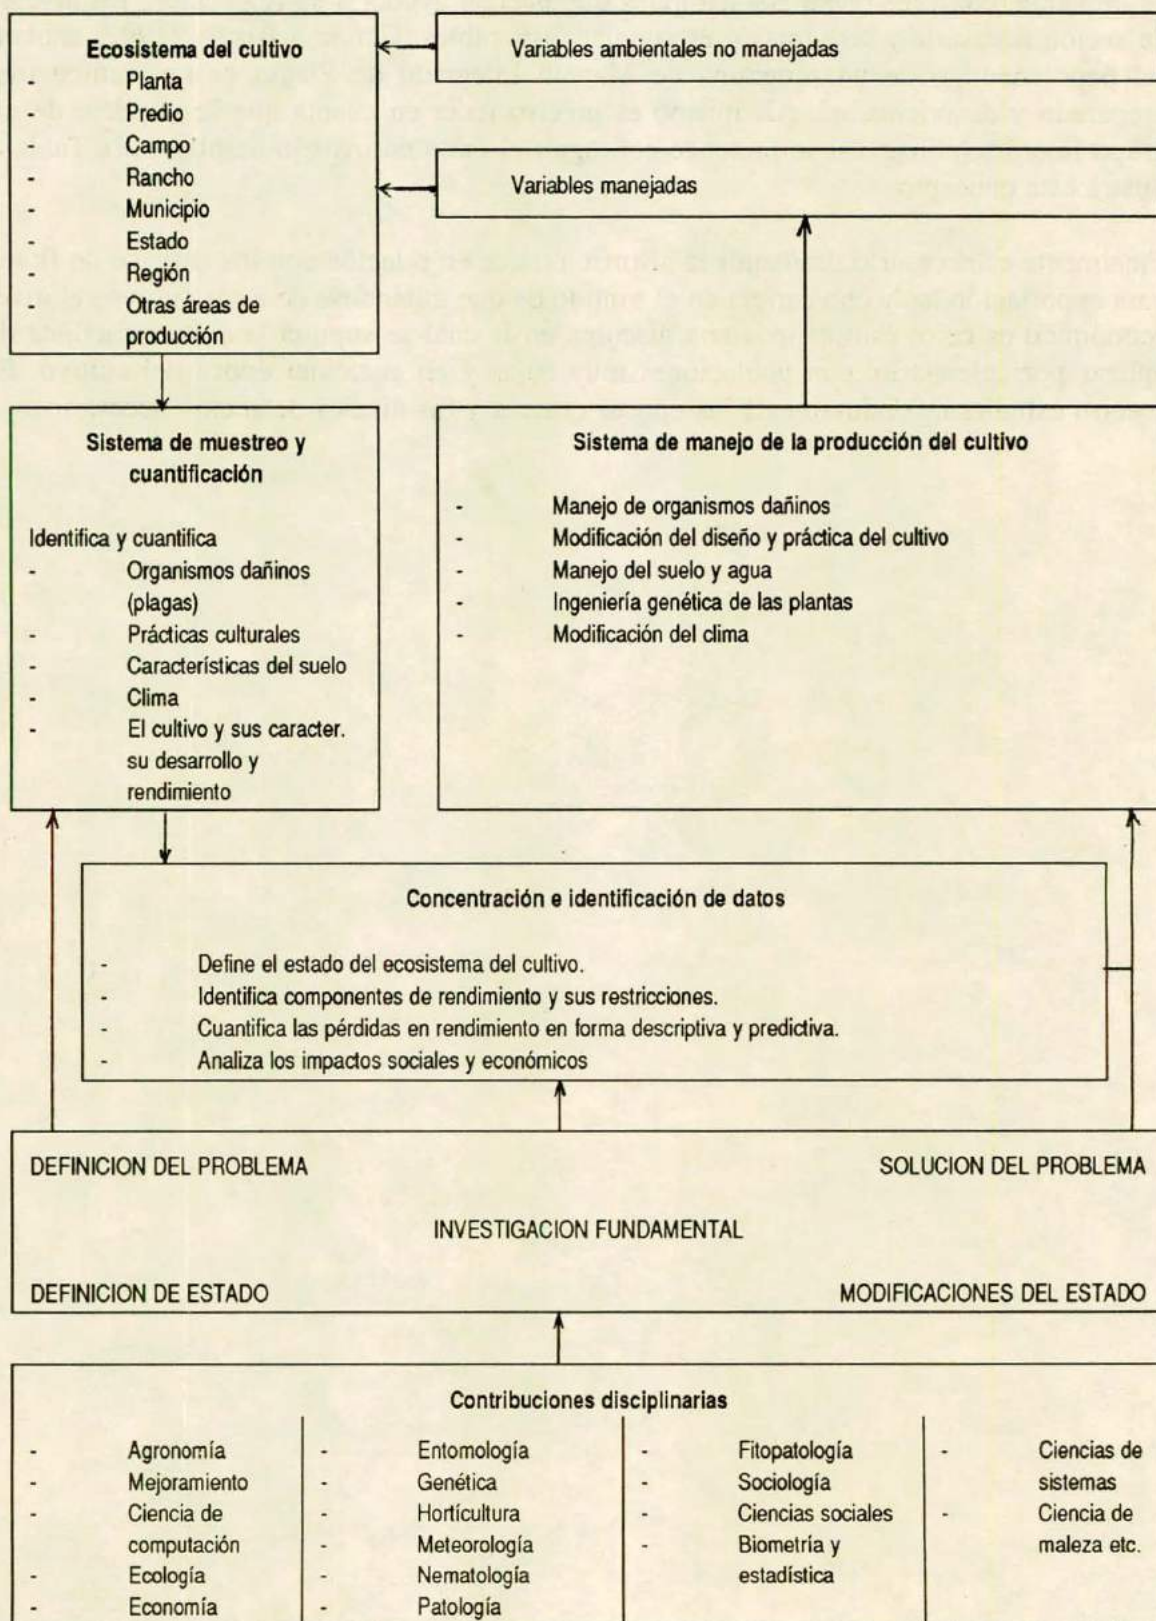 Ecosistema del cultivo
- Planta
- Predio
- Campo
- Rancho
- Municipio
- Estado
- Región
- Otras áreas de
producción
Variables ambientales no manejadas
Variables manejadas
Sistema de muestreo y
cuantificación
Identifica y cuantifica
- Organismos dañinos
(plagas)
- Prácticas culturales
- Características del suelo
- Clima
- El cultivo y sus caracter.
su desarrollo y
rendimiento
Sistema de manejo de la producción del cultivo
- Manejo de organismos dañinos
- Modificación del diseño y práctica del cultivo
- Manejo del suelo y agua
- Ingeniería genética de las plantas
- Modificación del clima
Concentración e identificación de datos
- Define el estado del ecosistema del cultivo.
- Identifica componentes de rendimiento y sus restricciones.
- Cuantifica las pérdidas en rendimiento en forma descriptiva y predictiva.
- Analiza los impactos sociales y económicos
DEFINICION DEL PROBLEMA
SOLUCION DEL PROBLEMA
INVESTIGACION FUNDAMENTAL
DEFINICION DE ESTADO
MODIFICACIONES DEL ESTADO
Contribuciones disciplinarias
- Agronomía
- Mejoramiento
- Ciencia de
computación
- Ecología
- Economía
- Entomología
- Genética
- Hortícultura
- Meteorología
- Nematología
- Patología
- Fitopatología
- Sociología
- Ciencias sociales
- Biometría y
estadística
- Ciencias de
sistemas
- Ciencia de
maleza etc.